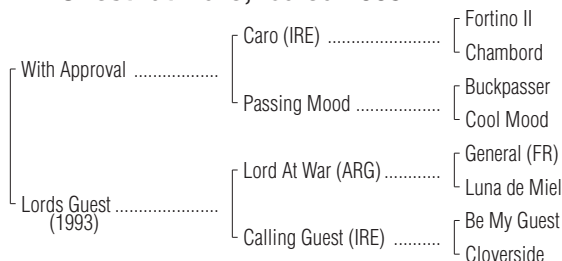 Fortino II
Caro (IRE) ........................
Chambord
With Approval ..................
Buckpasser
Passing Mood ..................
Cool Mood
General (FR)
Lord At War (ARG) ............
Luna de Miel
Lords Guest ......................
(1993)
Be My Guest
Calling Guest (IRE) ..........
Cloverside